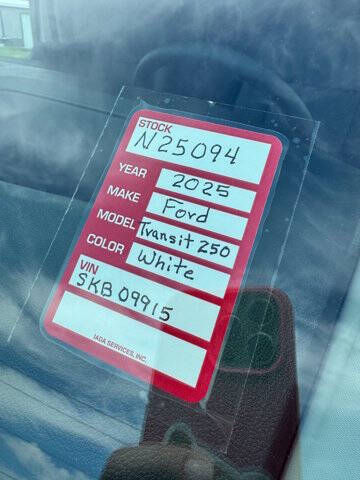 STOCK
N25094
YEAR 2025
MAKE Ford
MODEL Transit 250
COLOR White
VIN
SKB 09915
IADA SERVICES, INC.